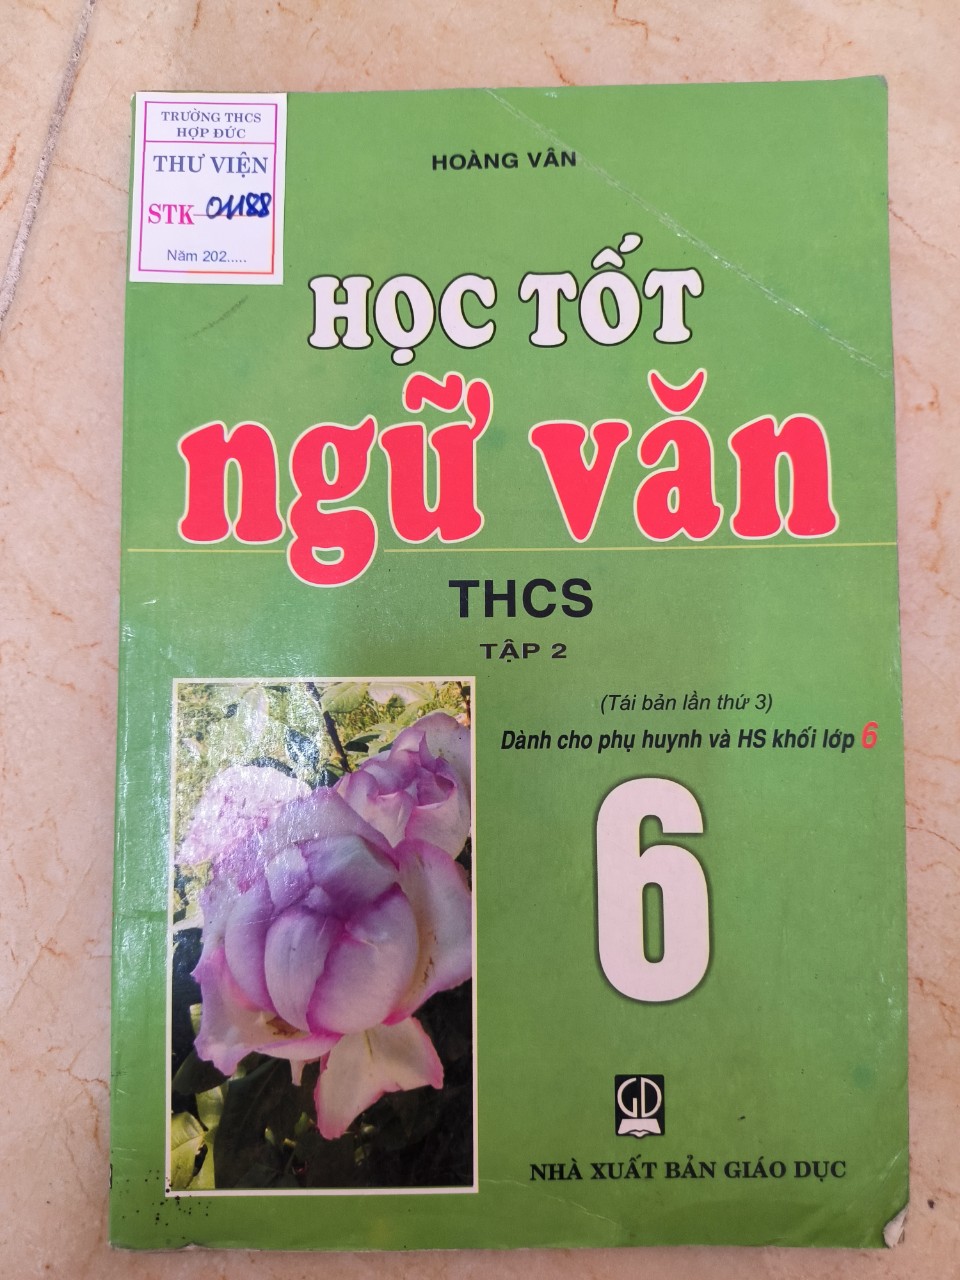 TRƯỜNG THCS
HỢP ĐỨC
THƯ VIỆN
STK 01188
Năm 202.....
HOÀNG VÂN
HỌC TỐT
ngữ văn
THCS
TẬP 2
(Tái bản lần thứ 3)
Dành cho phụ huynh và HS khối lớp 6
6
GD
NHÀ XUẤT BẢN GIÁO DỤC